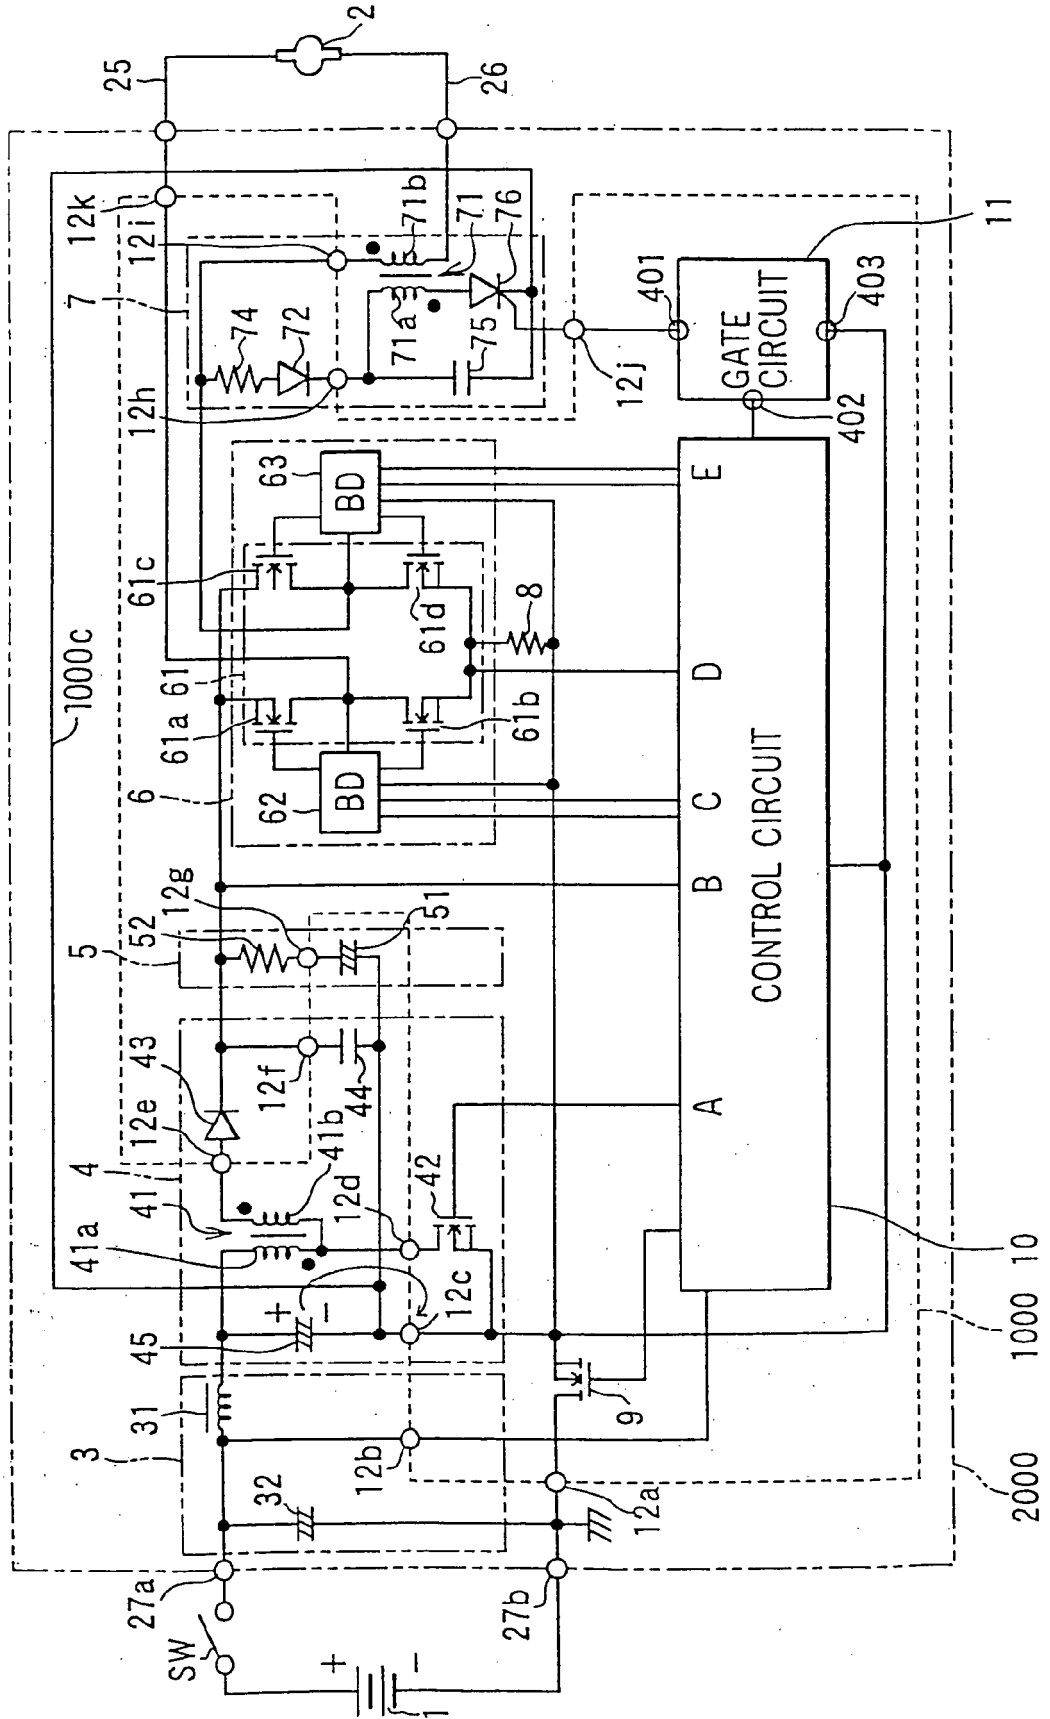 1000c
25
2
26
12k
12i
7
74
72
12h
71b
71
76
71a
75
12j
401
GATE
CIRCUIT
402
403
11
63
BD
61c
61d
61
61a
61b
6
62
BD
8
5
52
12g
51
4
43
12e
12f
44
41
41a
41b
12d
42
12c
45
+
−
3
31
32
12b
12a
9
A
B
C
D
E
CONTROL CIRCUIT
10
1000
2000
27a
27b
SW
+
−
1